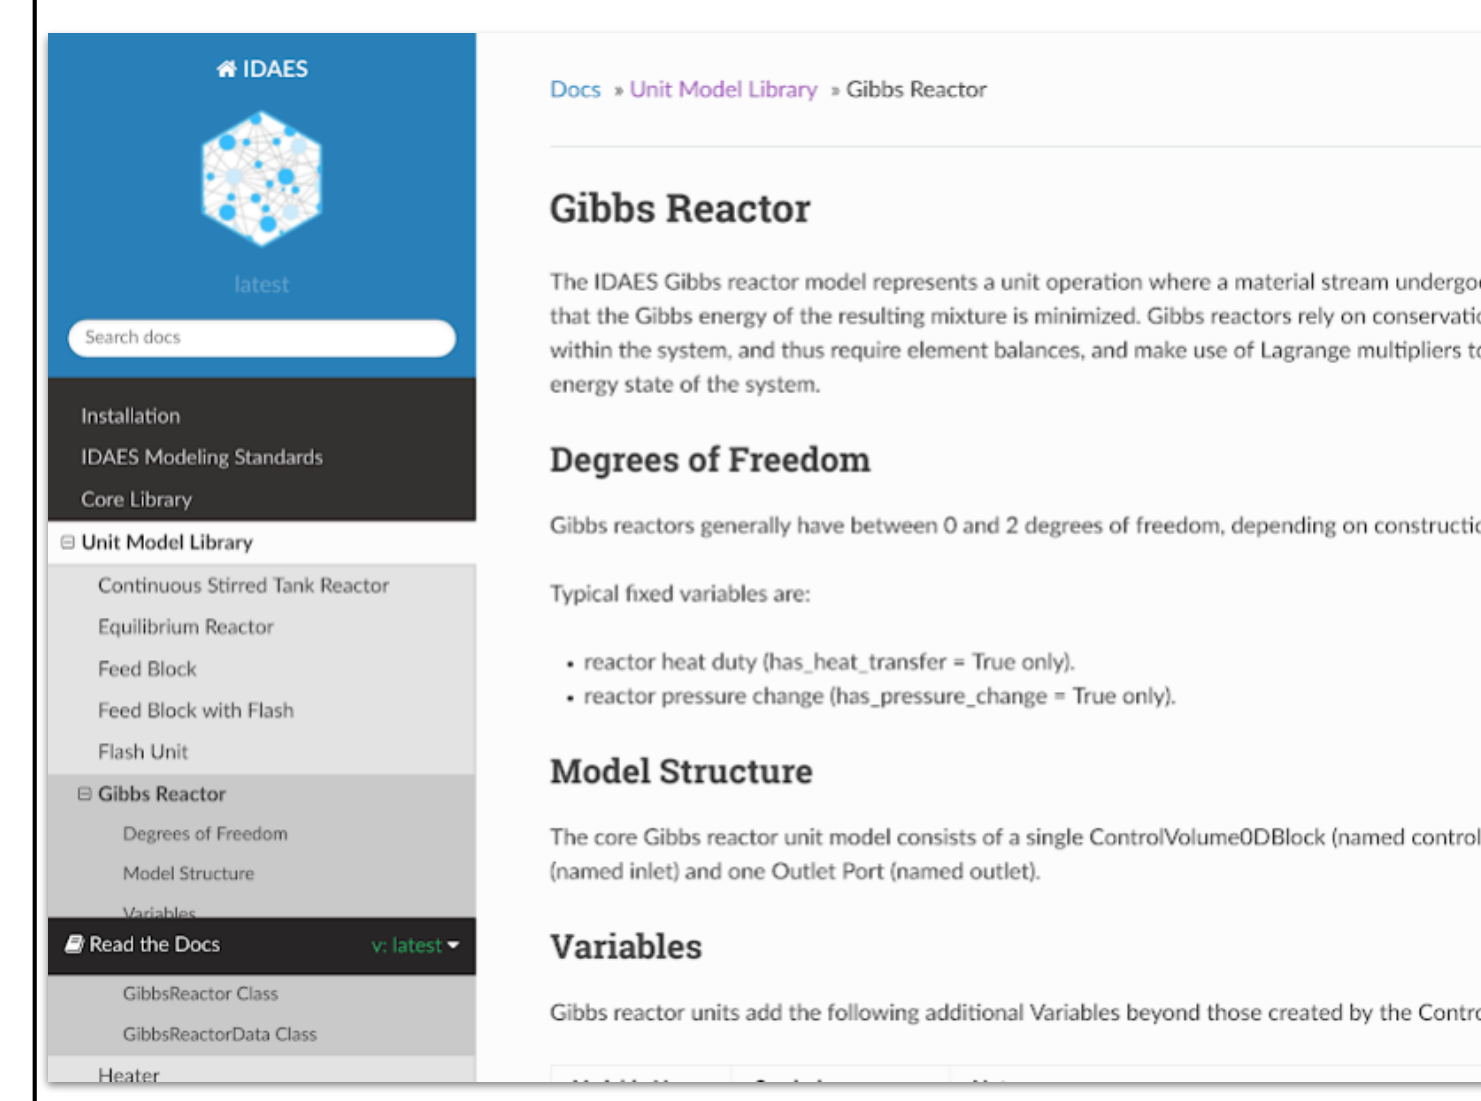 IDAES
latest
Search docs
Installation
IDAES Modeling Standards
Core Library
Unit Model Library
Continuous Stirred Tank Reactor
Equilibrium Reactor
Feed Block
Feed Block with Flash
Flash Unit
Gibbs Reactor
Degrees of Freedom
Model Structure
Variables
Read the Docs v: latest
GibbsReactor Class
GibbsReactorData Class
Heater
Docs » Unit Model Library » Gibbs Reactor
Gibbs Reactor
The IDAES Gibbs reactor model represents a unit operation where a material stream
that the Gibbs energy of the resulting mixture is minimized. Gibbs reactors rely on
within the system, and thus require element balances, and make use of Lagrange multipliers
energy state of the system.
Degrees of Freedom
Gibbs reactors generally have between 0 and 2 degrees of freedom, depending on
Typical fixed variables are:
• reactor heat duty (has_heat_transfer = True only).
• reactor pressure change (has_pressure_change = True only).
Model Structure
The core Gibbs reactor unit model consists of a single ControlVolume0DBlock (named control
(named inlet) and one Outlet Port (named outlet).
Variables
Gibbs reactor units add the following additional Variables beyond those created by the